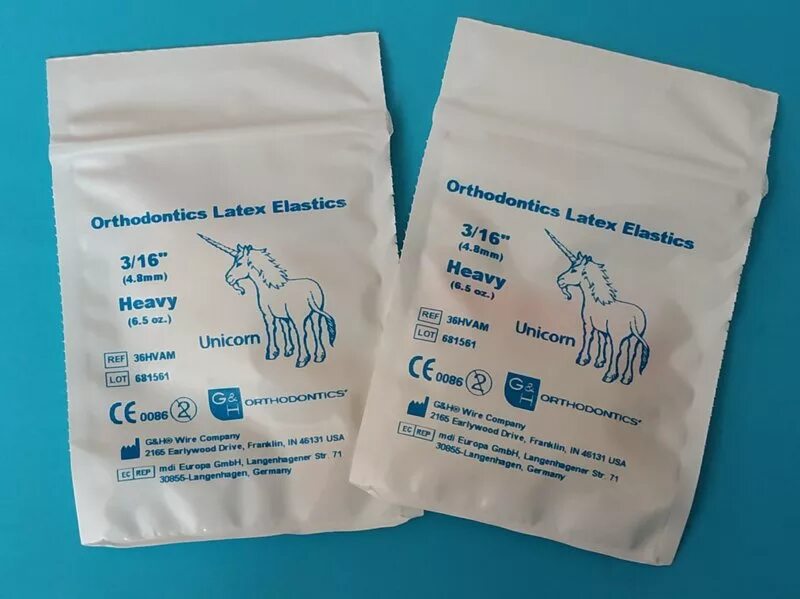 Orthodontics Latex Elastics
3/16"
(4.8mm)
Heavy
(6.5 oz.)
Unicorn
REF 36HVAM
LOT 681561
CE 0086 2 G&H ORTHODONTICS®
G&H® Wire Company
2165 Earlywood Drive, Franklin, IN 46131 USA
EC REP mdi Europa GmbH, Langenhagener Str. 71
30855-Langenhagen, Germany
Orthodontics Latex Elastics
3/16"
(4.8mm)
Heavy
(6.5 oz.)
Unicorn
REF 36HVAM
LOT 681561
CE 0086 2 G&H ORTHODONTICS®
G&H® Wire Company
2165 Earlywood Drive, Franklin, IN 46131 USA
EC REP mdi Europa GmbH, Langenhagener Str. 71
30855-Langenhagen, Germany